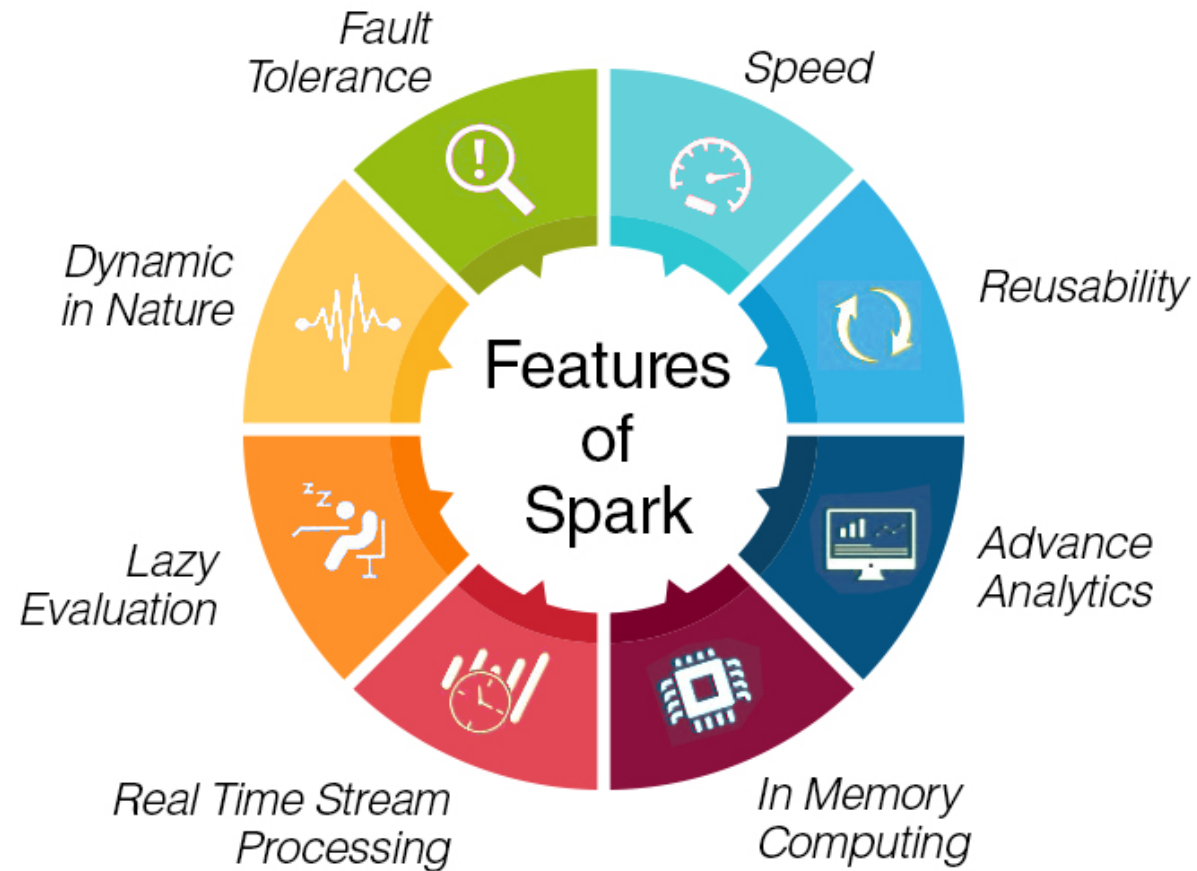 Fault
Tolerance
Speed
Dynamic
in Nature
Reusability
Features
of
Spark
Lazy
Evaluation
Advance
Analytics
Real Time Stream
Processing
In Memory
Computing